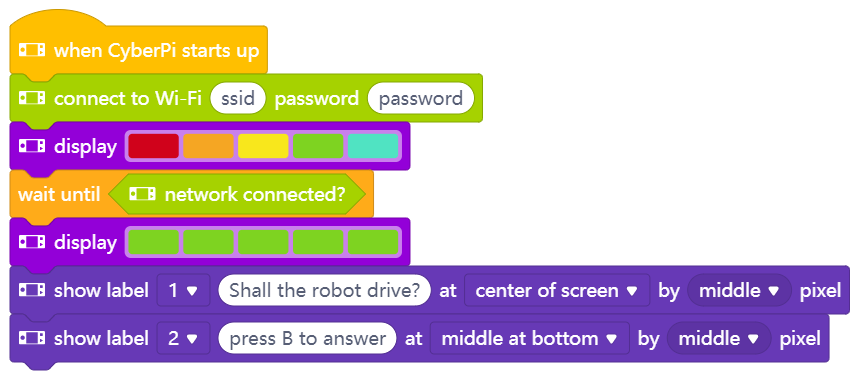 when CyberPi starts up
connect to Wi-Fi ssid password password
display
wait until network connected?
display
show label 1 Shall the robot drive? at center of screen by middle pixel
show label 2 press B to answer at middle at bottom by middle pixel